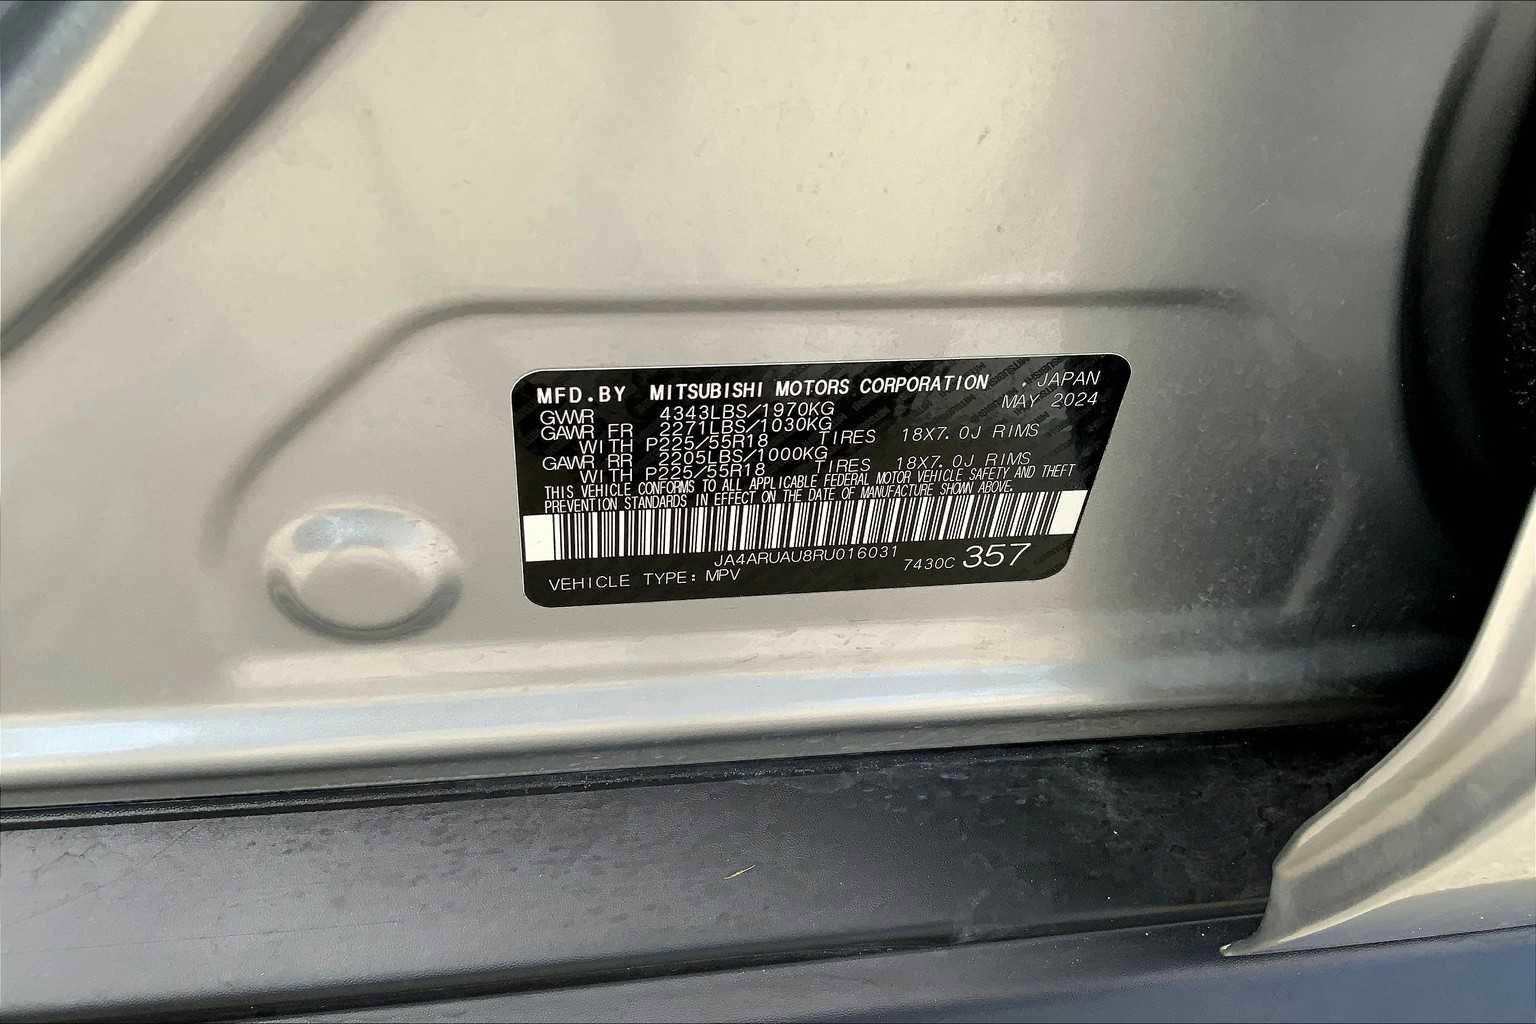 MFD.BY MITSUBISHI MOTORS CORPORATION . JAPAN
MAY 2024
GVWR 4343LBS/1970KG
GAWR FR 2271LBS/1030KG
WITH P225/55R18 TIRES 18X7.0J RIMS
GAWR RR 2205LBS/1000KG
WITH P225/55R18 TIRES 18X7.0J RIMS
THIS VEHICLE CONFORMS TO ALL APPLICABLE FEDERAL MOTOR VEHICLE SAFETY AND THEFT
PREVENTION STANDARDS IN EFFECT ON THE DATE OF MANUFACTURE SHOWN ABOVE.
JA4ARUAU8RU016031
VEHICLE TYPE: MPV 7430C 357